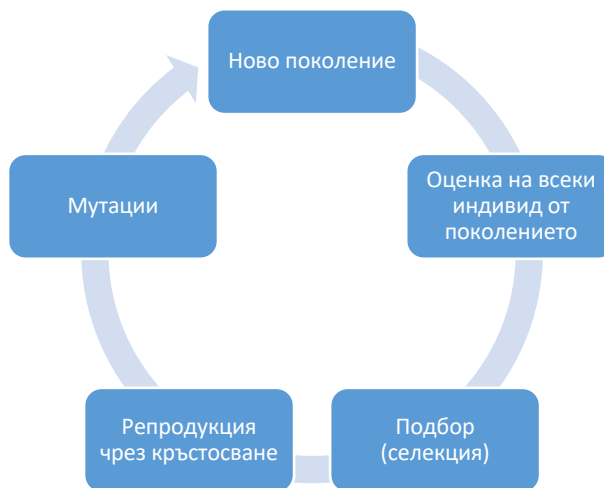 Ново поколение
Оценка на всеки
индивид от
поколението
Подбор
(селекция)
Репродукция
чрез кръстосване
Мутации